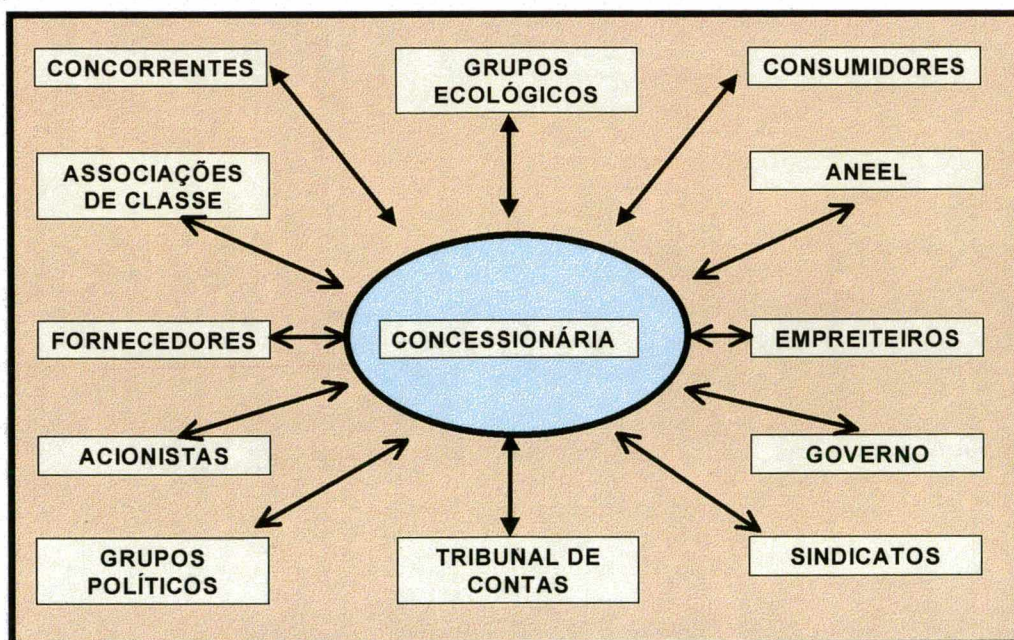 CONCORRENTES
GRUPOS
ECOLÓGICOS
CONSUMIDORES
ASSOCIAÇÕES
DE CLASSE
ANEEL
FORNECEDORES
CONCESSIONÁRIA
EMPREITEIROS
ACIONISTAS
GOVERNO
GRUPOS
POLÍTICOS
TRIBUNAL DE
CONTAS
SINDICATOS